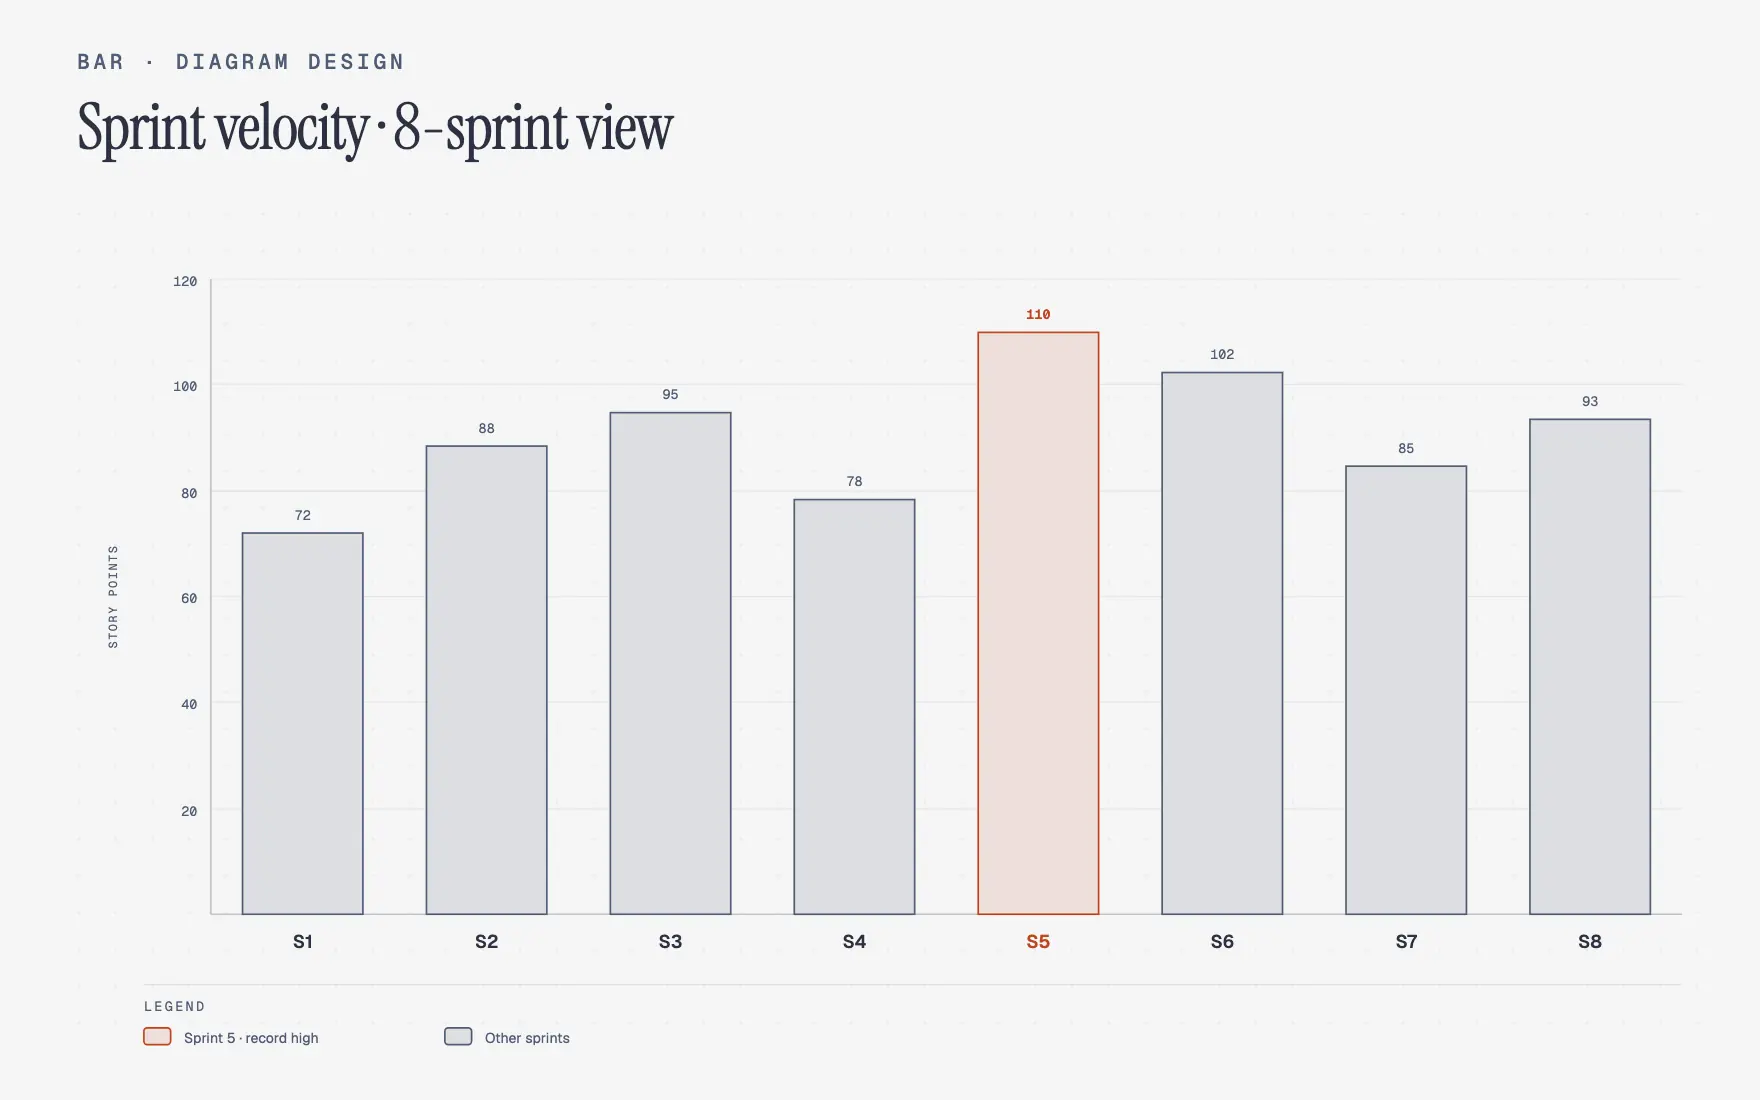 BAR · DIAGRAM DESIGN
Sprint velocity · 8-sprint view
120
100
80
60
40
20
STORY POINTS
72
88
95
78
110
102
85
93
S1
S2
S3
S4
S5
S6
S7
S8
LEGEND
Sprint 5 · record high
Other sprints